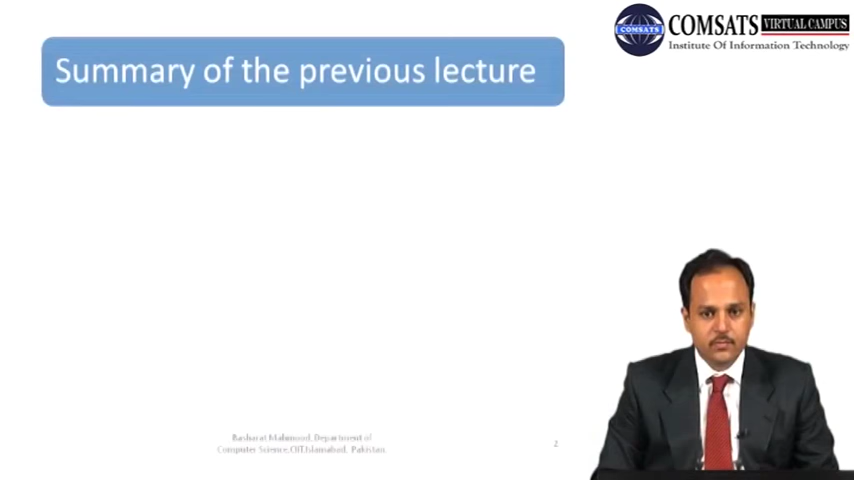 COMSATS VIRTUAL CAMPUS
COMSATS
Institute Of Information Technology
Summary of the previous lecture
Basharat Mahmood, Department of
Computer Science,CIIT,Islamabad, Pakistan.
2